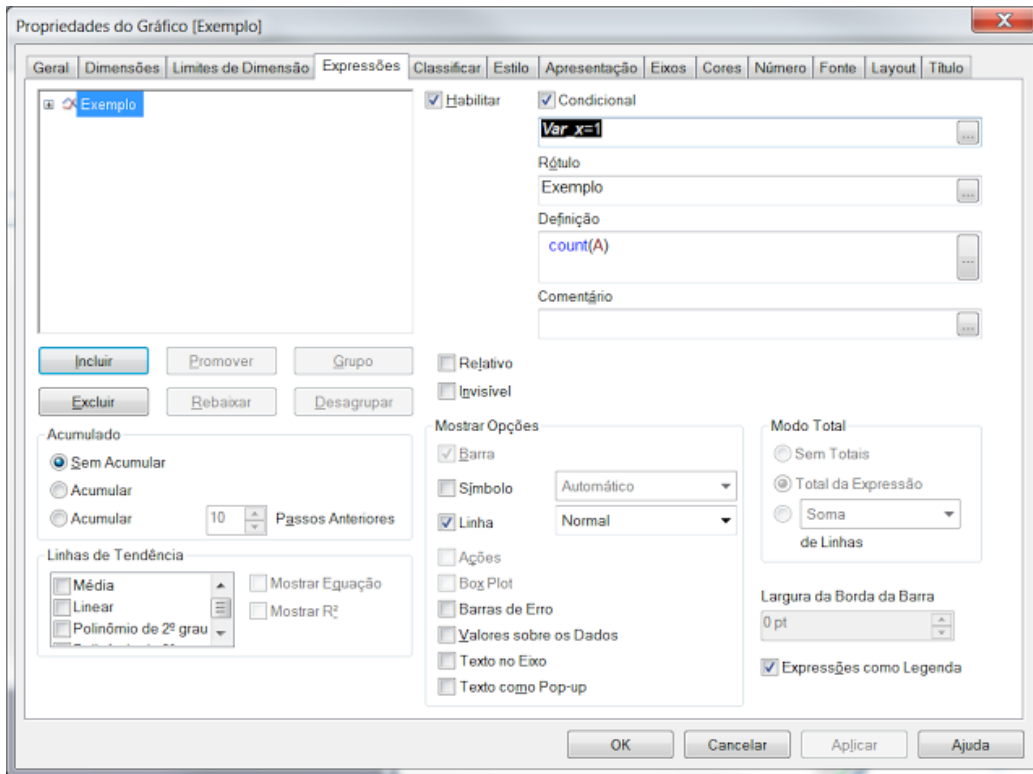 Propriedades do Gráfico [Exemplo]
Geral Dimensões Limites de Dimensão Expressões Classificar Estilo Apresentação Eixos Cores Número Fonte Layout Título
Exemplo
Habilitar
Condicional
Var_x=1
...
Rótulo
Exemplo
...
Definição
count(A)
...
Comentário
...
Incluir Promover Grupo
Excluir Rebaixar Desagrupar
Relativo
Invisível
Acumulado
Sem Acumular
Acumular
Acumular 10 Passos Anteriores
Linhas de Tendência
Média
Linear
Polinômio de 2º grau
Mostrar Equação
Mostrar R²
Mostrar Opções
Barra
Símbolo Automático
Linha Normal
Ações
Box Plot
Barras de Erro
Valores sobre os Dados
Texto no Eixo
Texto como Pop-up
Modo Total
Sem Totais
Total da Expressão
Soma
de Linhas
Largura da Borda da Barra
0 pt
Expressões como Legenda
OK Cancelar Aplicar Ajuda